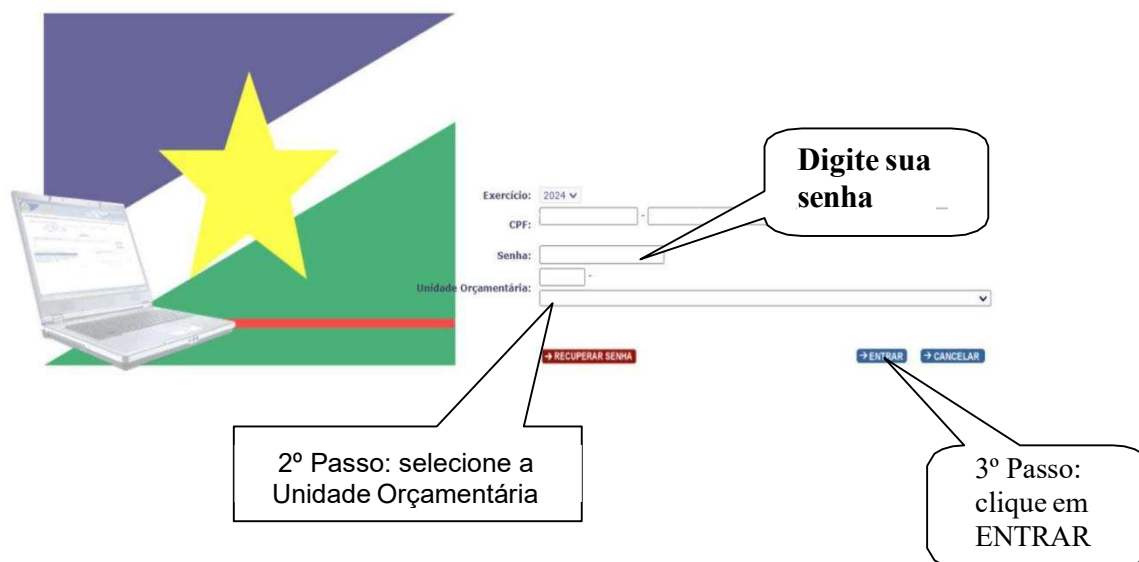 Digite sua
senha
Exercício: 2024
CPF: -
Senha:
-
Unidade Orçamentária:
RECUPERAR SENHA
ENTRAR
CANCELAR
2º Passo: selecione a
Unidade Orçamentária
3º Passo:
clique em
ENTRAR